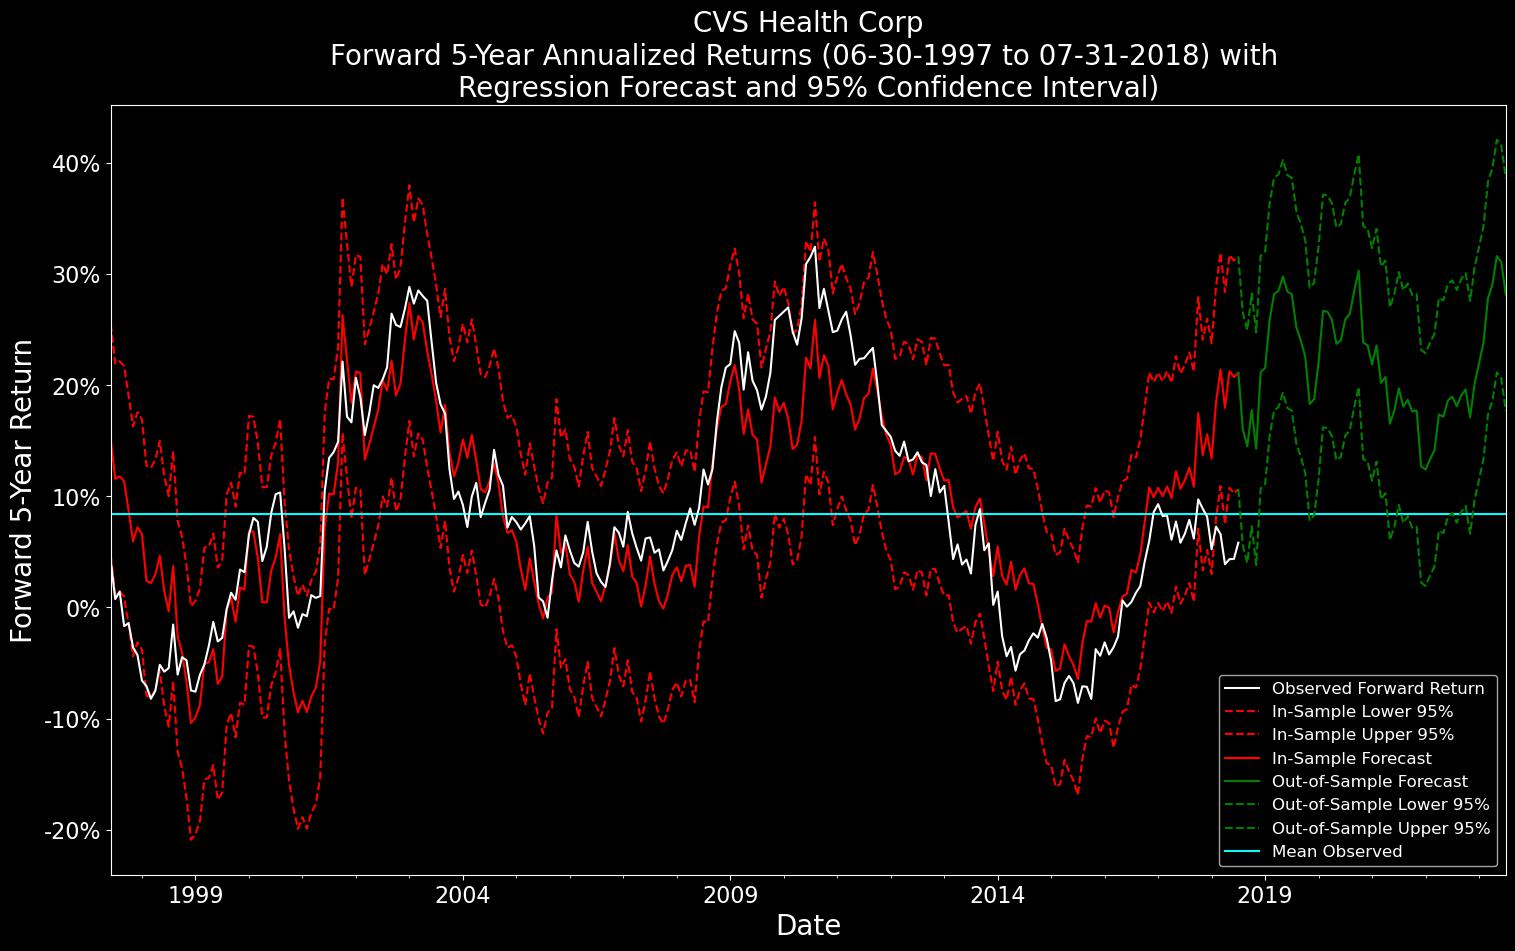 CVS Health Corp
Forward 5-Year Annualized Returns (06-30-1997 to 07-31-2018) with
Regression Forecast and 95% Confidence Interval)
Forward 5-Year Return
40%
30%
20%
10%
0%
-10%
-20%
Observed Forward Return
In-Sample Lower 95%
In-Sample Upper 95%
In-Sample Forecast
Out-of-Sample Forecast
Out-of-Sample Lower 95%
Out-of-Sample Upper 95%
Mean Observed
1999
2004
2009
2014
2019
Date